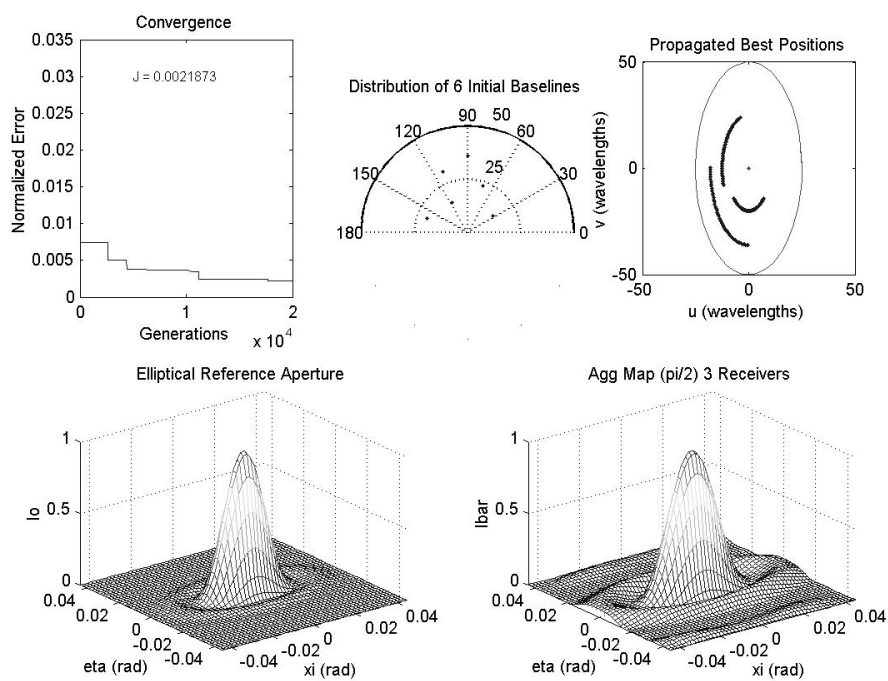 Convergence
0.035
0.03
0.025
0.02
0.015
0.01
0.005
0
Normalized Error
J = 0.0021873
0 1 2
Generations
x 10^4
Distribution of 6 Initial Baselines
90 50
120 60
150 25 30
180 0
Propagated Best Positions
50
0
-50
v (wavelengths)
-50 0 50
u (wavelengths)
Elliptical Reference Aperture
1
0.5
0
Io
0.04
0.02
0
-0.02
-0.04
eta (rad)
-0.04
-0.02
0
0.02
0.04
xi (rad)
Agg Map (pi/2) 3 Receivers
1
0.5
0
Ibar
0.04
0.02
0
-0.02
-0.04
eta (rad)
-0.04
-0.02
0
0.02
0.04
xi (rad)